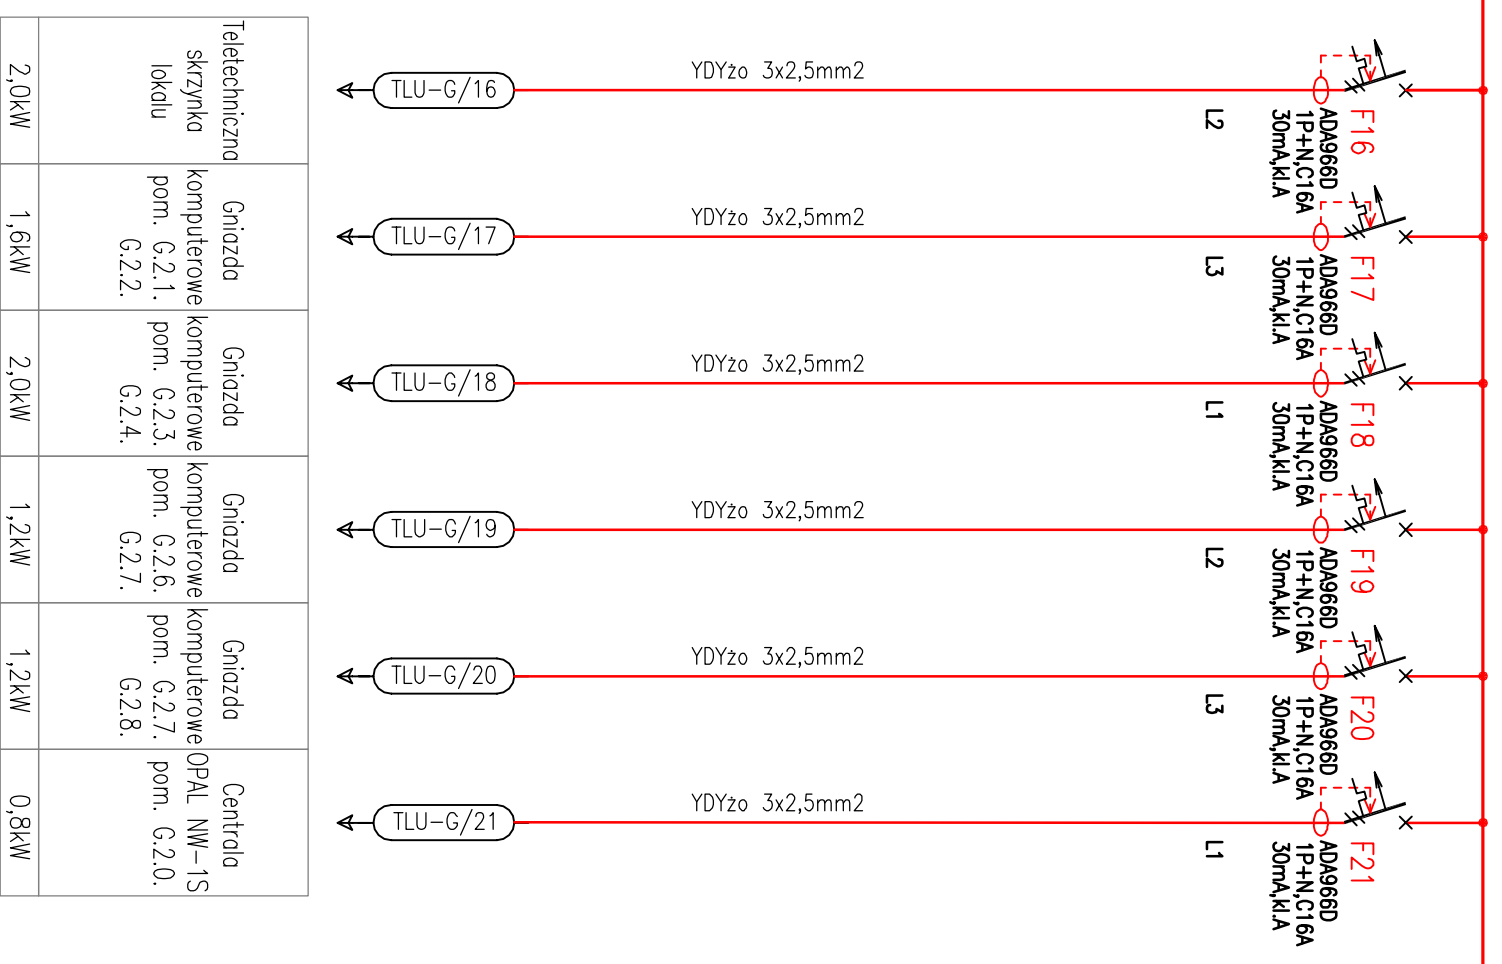 Teletechniczna
skrzynka
lokalu
2,0kW
TLU-G/16
YDYżo 3x2,5mm2
L2
F16
ADA966D
1P+N,C16A
30mA,kl.A
Gniazda
komputerowe
pom. G.2.1.
G.2.2.
1,6kW
TLU-G/17
YDYżo 3x2,5mm2
L3
F17
ADA966D
1P+N,C16A
30mA,kl.A
Gniazda
komputerowe
pom. G.2.3.
G.2.4.
2,0kW
TLU-G/18
YDYżo 3x2,5mm2
L1
F18
ADA966D
1P+N,C16A
30mA,kl.A
Gniazda
komputerowe
pom. G.2.6.
G.2.7.
1,2kW
TLU-G/19
YDYżo 3x2,5mm2
L2
F19
ADA966D
1P+N,C16A
30mA,kl.A
Gniazda
komputerowe
pom. G.2.7.
G.2.8.
1,2kW
TLU-G/20
YDYżo 3x2,5mm2
L3
F20
ADA966D
1P+N,C16A
30mA,kl.A
Centrala
OPAL NW-1S
pom. G.2.0.
0,8kW
TLU-G/21
YDYżo 3x2,5mm2
L1
F21
ADA966D
1P+N,C16A
30mA,kl.A